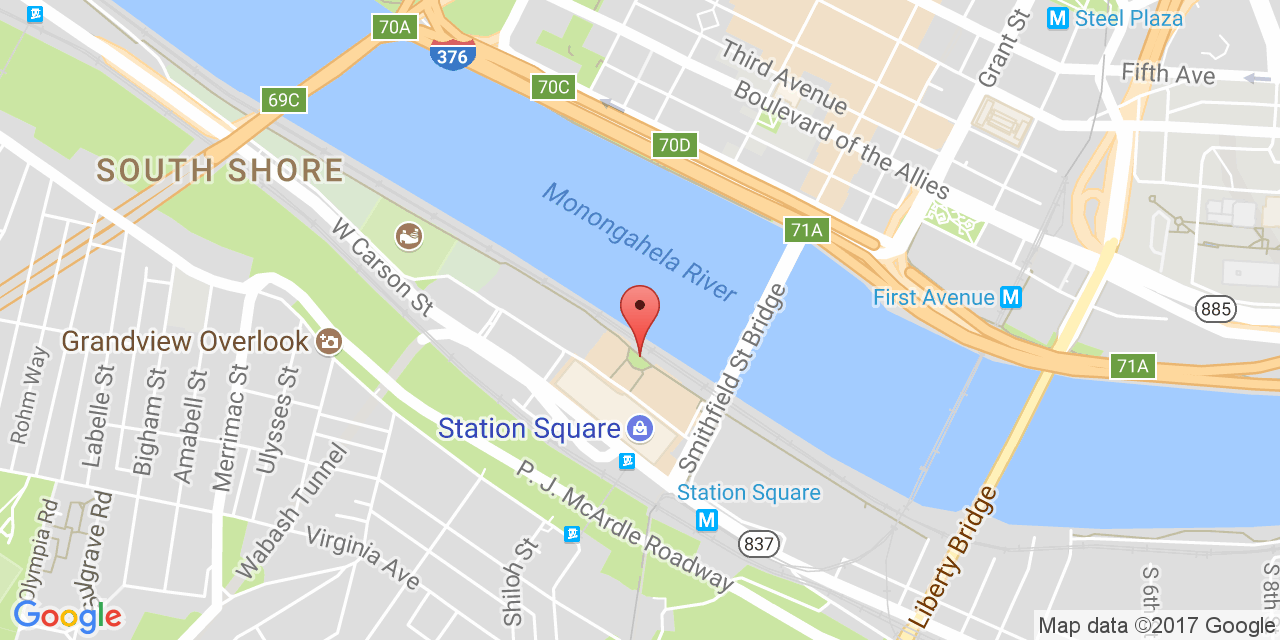 70A
376
Steel Plaza
M
Grant St
Fifth Ave
70C
69C
Third Avenue
Boulevard of the Allies
70D
SOUTH SHORE
Monongahela River
71A
W Carson St
First Avenue
M
885
Grandview Overlook
Smithfield St Bridge
71A
Rohm Way
Labelle St
Bigham St
Amabell St
Merrimac St
Ulysses St
Station Square
Wabash Tunnel
P. J. McArdle Roadway
Station Square
M
837
Liberty Bridge
Olympia Rd
Sulgrave Rd
Virginia Ave
Shiloh St
S 6th St
S 8th
Google
Map data ©2017 Google